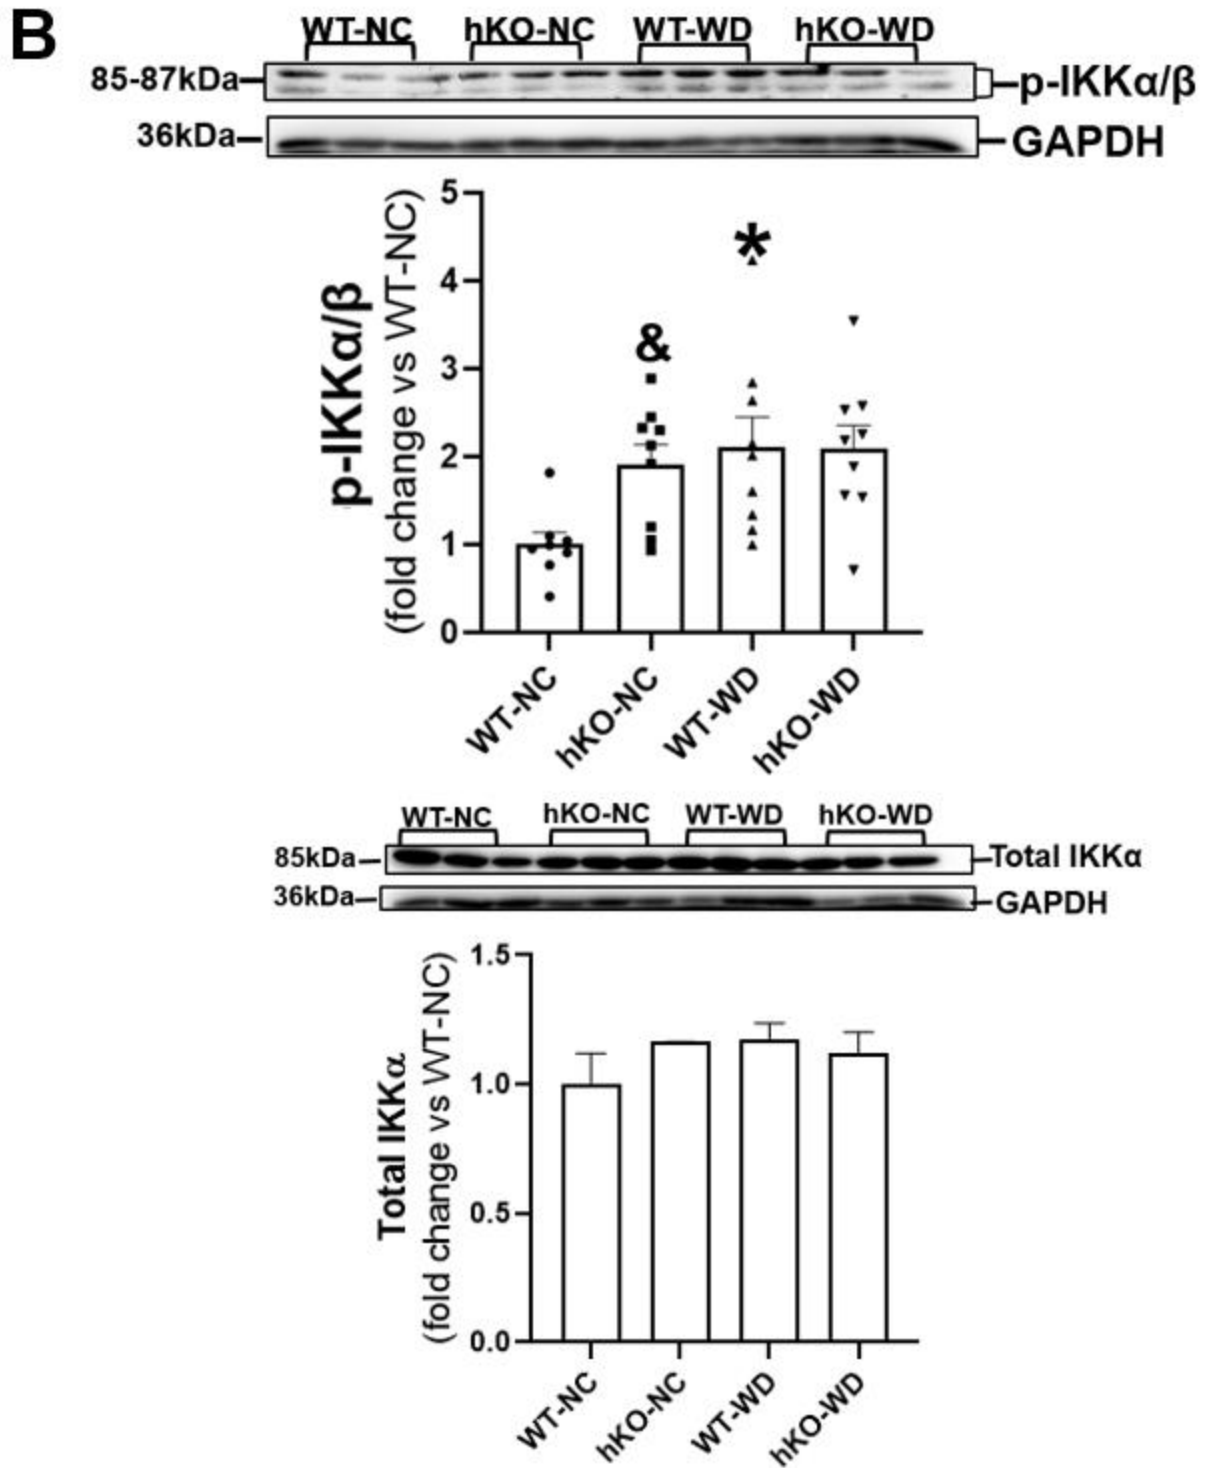 B
WT-NC hKO-NC WT-WD hKO-WD
85-87kDa p-IKKα/β
36kDa GAPDH
p-IKKα/β
(fold change vs WT-NC)
5
4
3
2
1
0
&
*
WT-NC
hKO-NC
WT-WD
hKO-WD
WT-NC hKO-NC WT-WD hKO-WD
85kDa Total IKKα
36kDa GAPDH
Total IKKα
(fold change vs WT-NC)
1.5
1.0
0.5
0.0
WT-NC
hKO-NC
WT-WD
hKO-WD